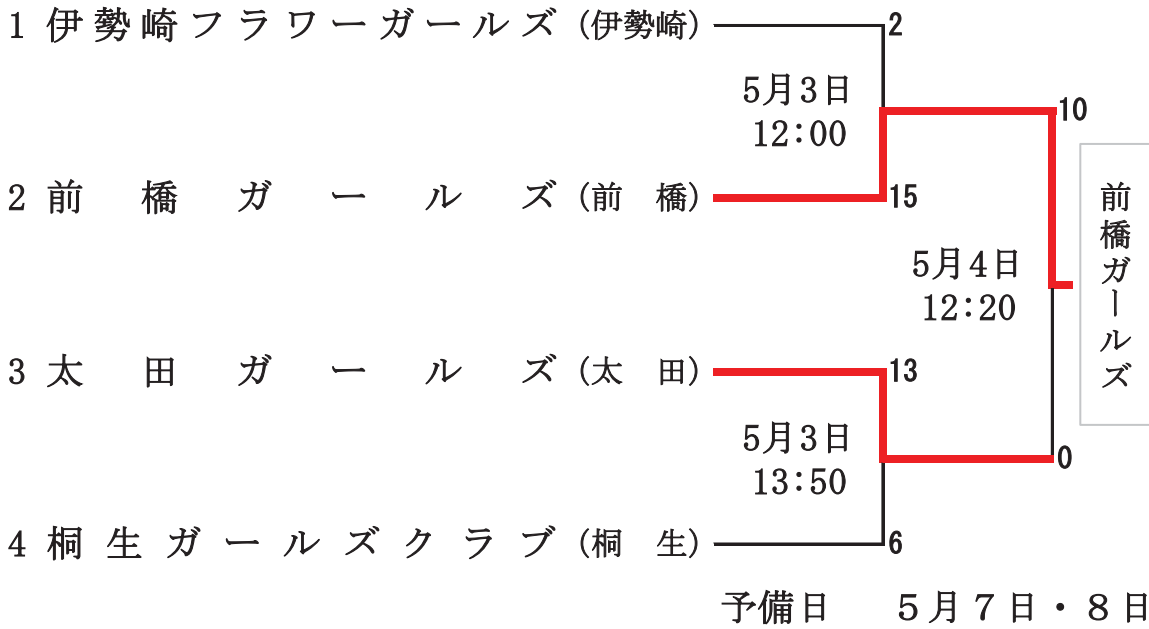 1 伊勢崎フラワーガールズ (伊勢崎)
2
5月3日
12:00
10
2 前橋ガールズ (前橋)
15
前橋ガールズ
5月4日
12:20
3 太田ガールズ (太田)
13
5月3日
13:50
0
4 桐生ガールズクラブ (桐生)
6
予備日 5月7日・8日